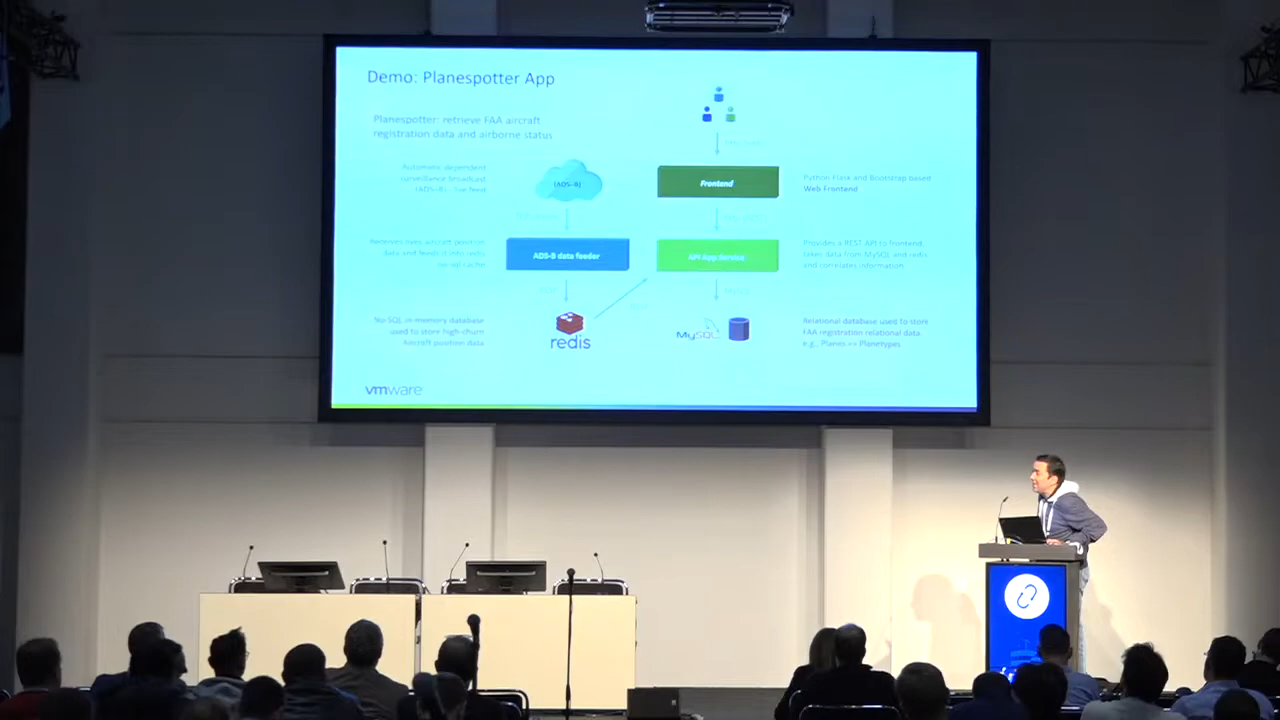 Demo: Planespotter App
Planespotter: retrieve FAA aircraft
registration data and airborne status
Automatic dependent
surveillance broadcast
(ADS-B) - live feed
(ADS-B)
Frontend
Python Flask and Bootstrap based
Web Frontend
Retrieves lives aircraft position
data and feeds it into redis
ADS-B data feeder
API App Service
Provides a REST API to frontend,
takes data from MySQL and redis
and correlates information
No-SQL in-memory database
used to store high-churn
Aircraft position data
redis
MySQL
Relational database used to store
FAA registration relational data.
e.g., Planes <> Planetypes
vmware